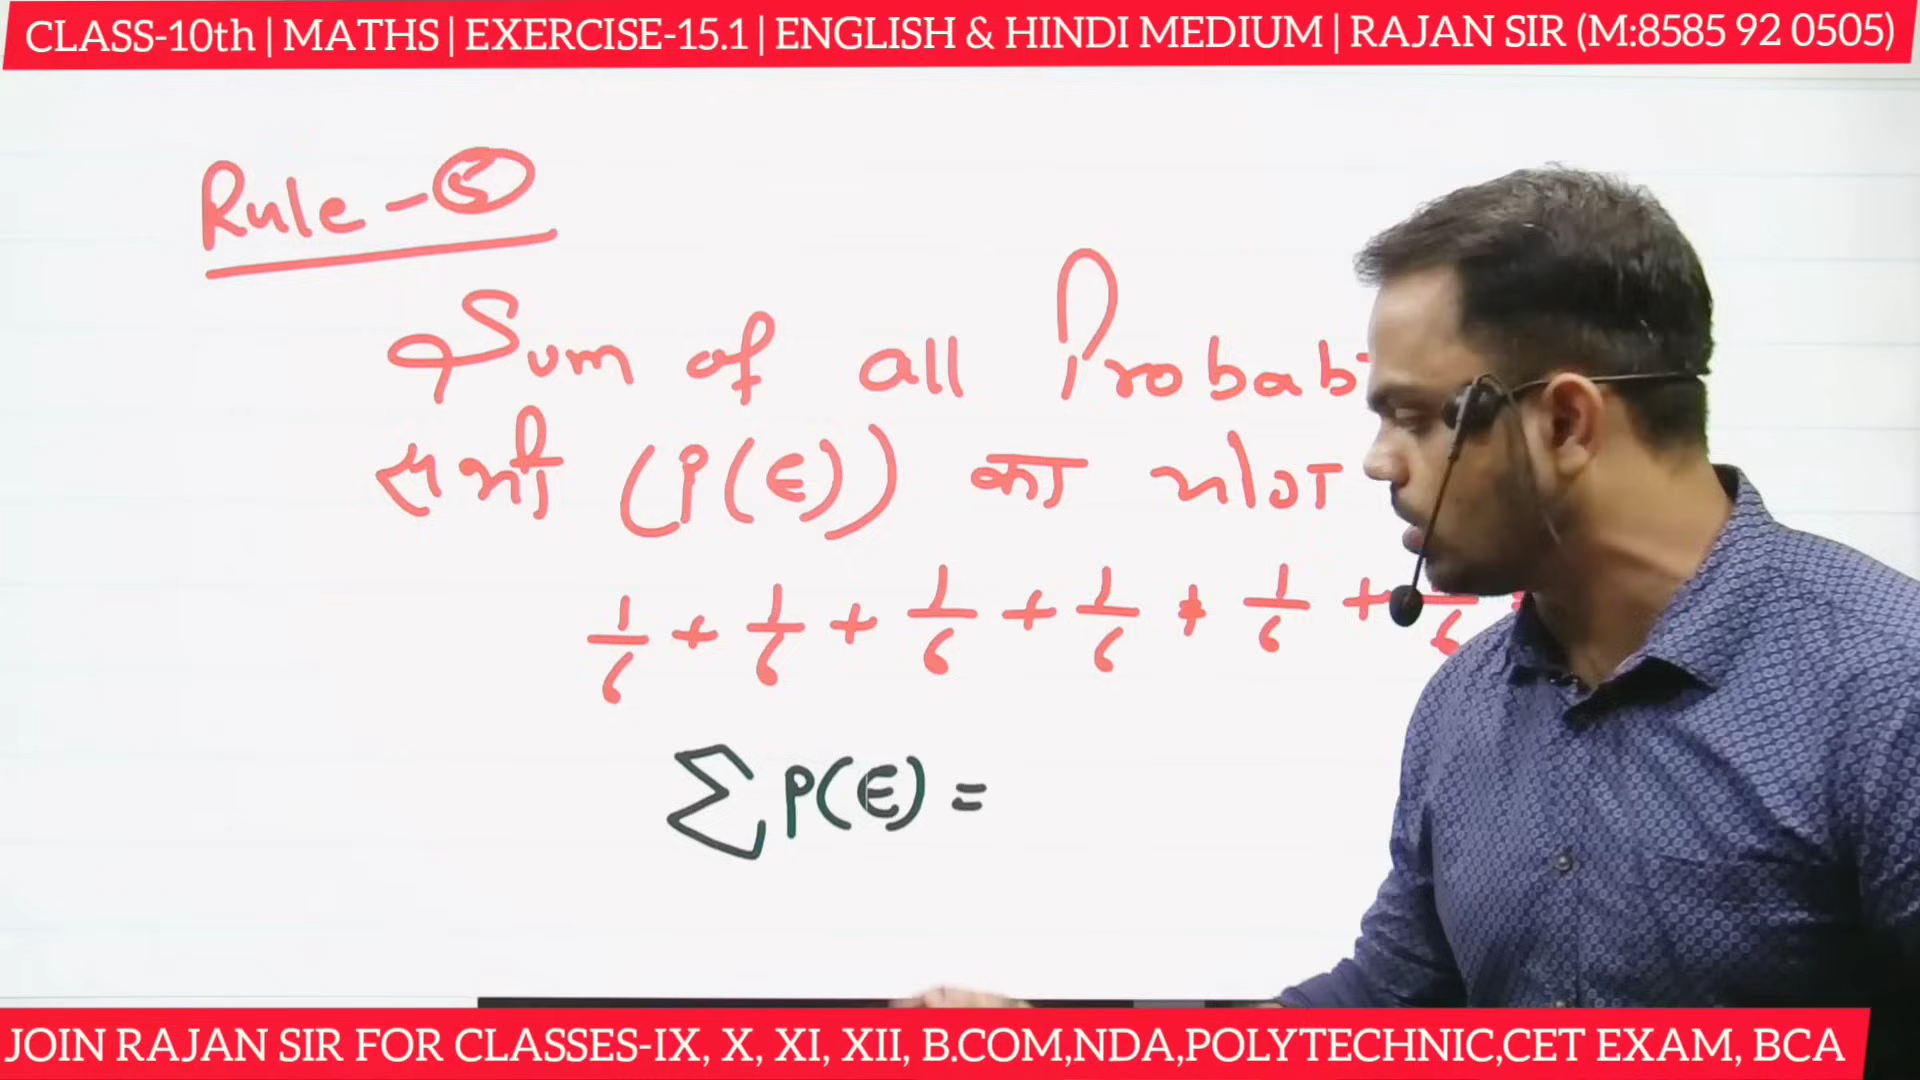 CLASS-10th | MATHS | EXERCISE-15.1 | ENGLISH & HINDI MEDIUM | RAJAN SIR (M:8585 92 0505)
Rule-⑤
Sum of all Probab
सभी (P(E)) का
1/6 + 1/6 + 1/6 + 1/6 + 1/6 + 1/6
∑ P(E) =
JOIN RAJAN SIR FOR CLASSES-IX, X, XI, XII, B.COM,NDA,POLYTECHNIC,CET EXAM, BCA